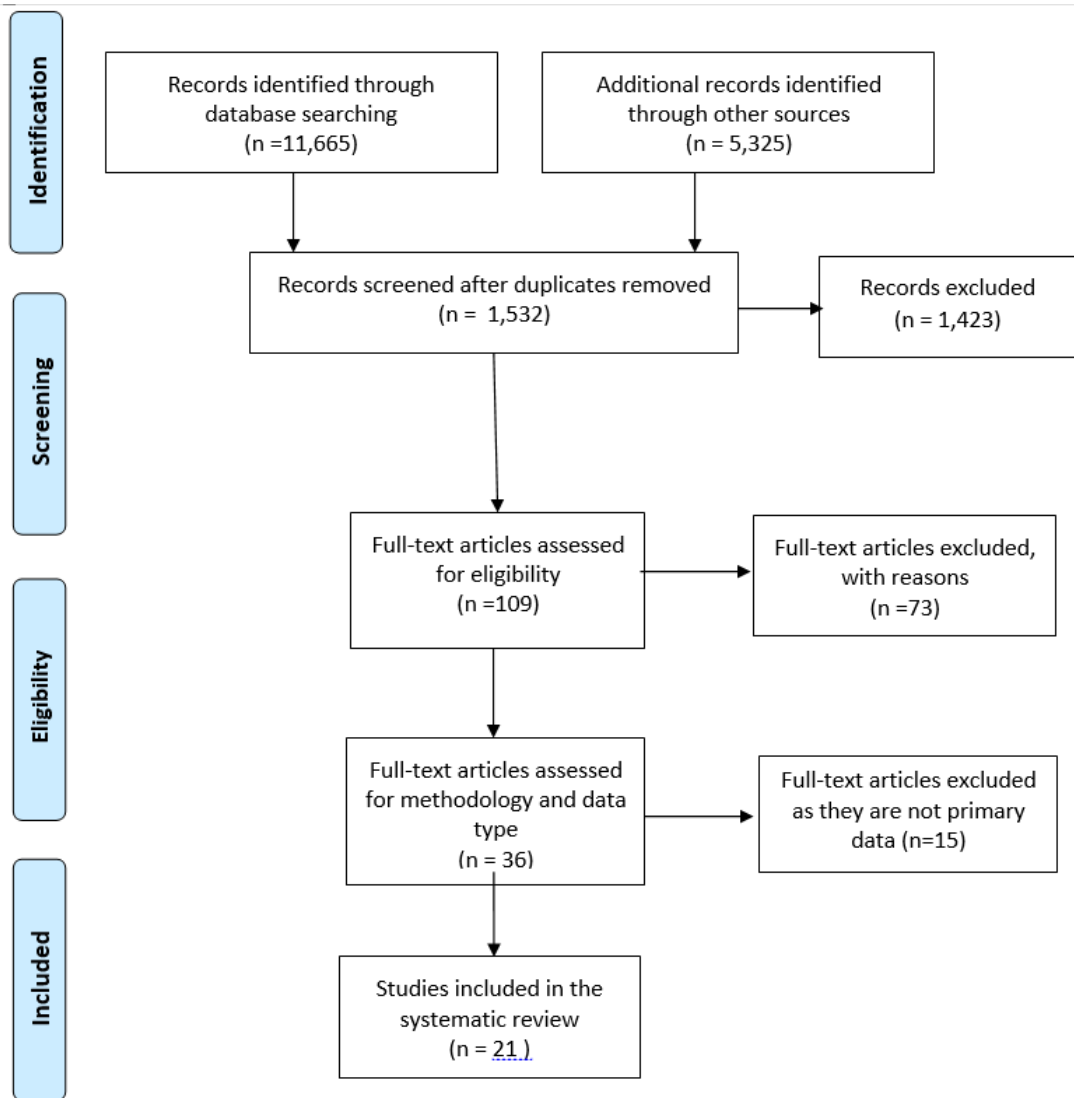 Identification
Records identified through
database searching
(n =11,665)
Additional records identified
through other sources
(n = 5,325)
Records screened after duplicates removed
(n =  1,532)
Records excluded
(n = 1,423)
Screening
Full-text articles assessed
for eligibility
(n =109)
Full-text articles excluded,
with reasons
(n =73)
Eligibility
Full-text articles assessed
for methodology and data
type
(n = 36)
Full-text articles excluded
as they are not primary
data (n=15)
Included
Studies included in the
systematic review
(n = 21 )